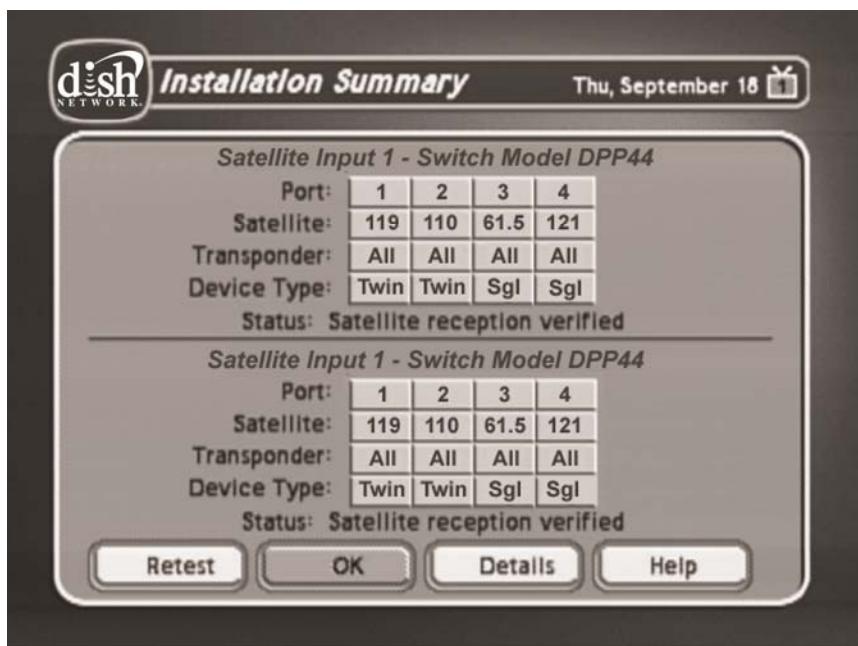 dish
NETWORK.
Installation Summary
Thu, September 18
1
Satellite Input 1 - Switch Model DPP44
Port: 1 2 3 4
Satellite: 119 110 61.5 121
Transponder: All All All All
Device Type: Twin Twin Sgl Sgl
Status: Satellite reception verified
Satellite Input 1 - Switch Model DPP44
Port: 1 2 3 4
Satellite: 119 110 61.5 121
Transponder: All All All All
Device Type: Twin Twin Sgl Sgl
Status: Satellite reception verified
Retest OK Details Help